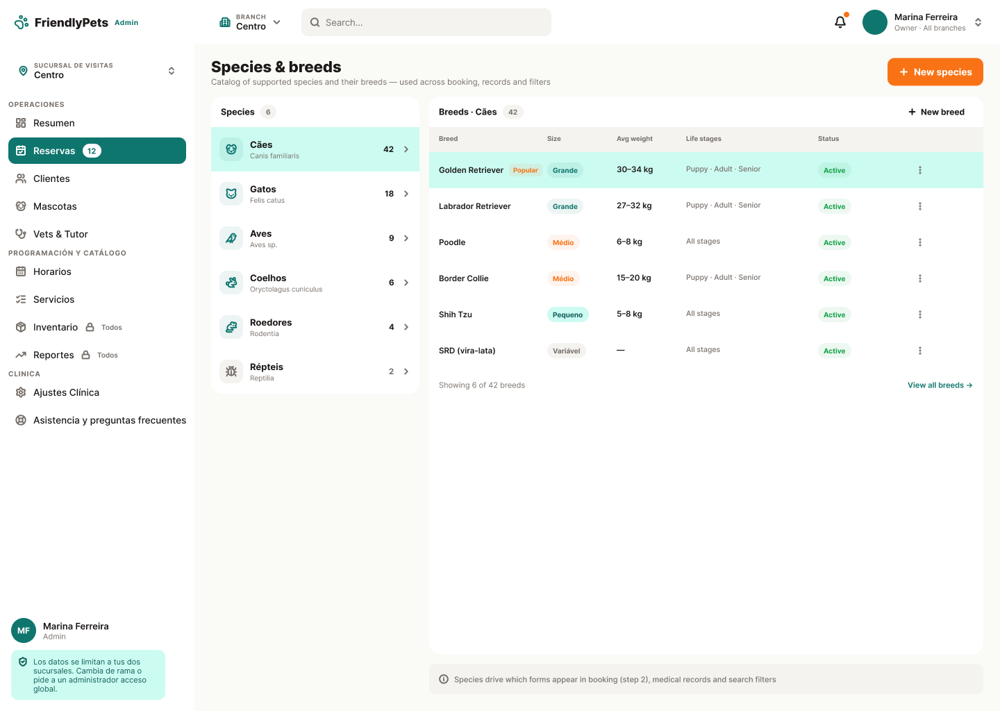 FriendlyPets Admin
BRANCH
Centro
Search...
Marina Ferreira
Owner · All branches
SUCURSAL DE VISITAS
Centro
OPERACIONES
Resumen
Reservas 12
Clientes
Mascotas
Vets & Tutor
PROGRAMACIÓN Y CATÁLOGO
Horarios
Servicios
Inventario Todos
Reportes Todos
CLINICA
Ajustes Clínica
Asistencia y preguntas frecuentes
MF
Marina Ferreira
Admin
Los datos se limitan a tus dos
sucursales. Cambia de rama o
pide a un administrador acceso
global.
Species & breeds
Catalog of supported species and their breeds — used across booking, records and filters
New species
Species 6
Cães
Canis familiaris
42
Gatos
Felis catus
18
Aves
Aves sp.
9
Coelhos
Oryctolagus cuniculus
6
Roedores
Rodentia
4
Répteis
Reptilia
2
Breeds · Cães 42
New breed
Breed Size Avg weight Life stages Status
Golden Retriever Popular Grande 30–34 kg Puppy · Adult · Senior Active
Labrador Retriever Grande 27–32 kg Puppy · Adult · Senior Active
Poodle Médio 6–8 kg All stages Active
Border Collie Médio 15–20 kg Puppy · Adult · Senior Active
Shih Tzu Pequeno 5–8 kg All stages Active
SRD (vira-lata) Variável — All stages Active
Showing 6 of 42 breeds
View all breeds →
Species drive which forms appear in booking (step 2), medical records and search filters